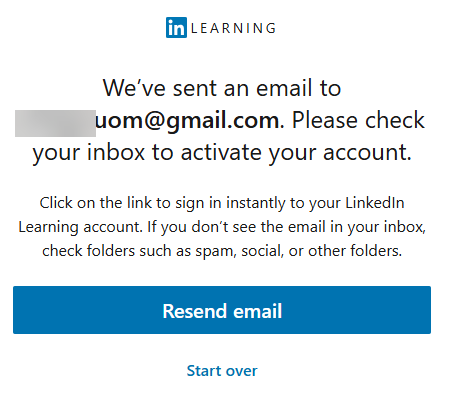 in LEARNING
We’ve sent an email to
uom@gmail.com. Please check
your inbox to activate your account.
Click on the link to sign in instantly to your LinkedIn
Learning account. If you don’t see the email in your inbox,
check folders such as spam, social, or other folders.
Resend email
Start over